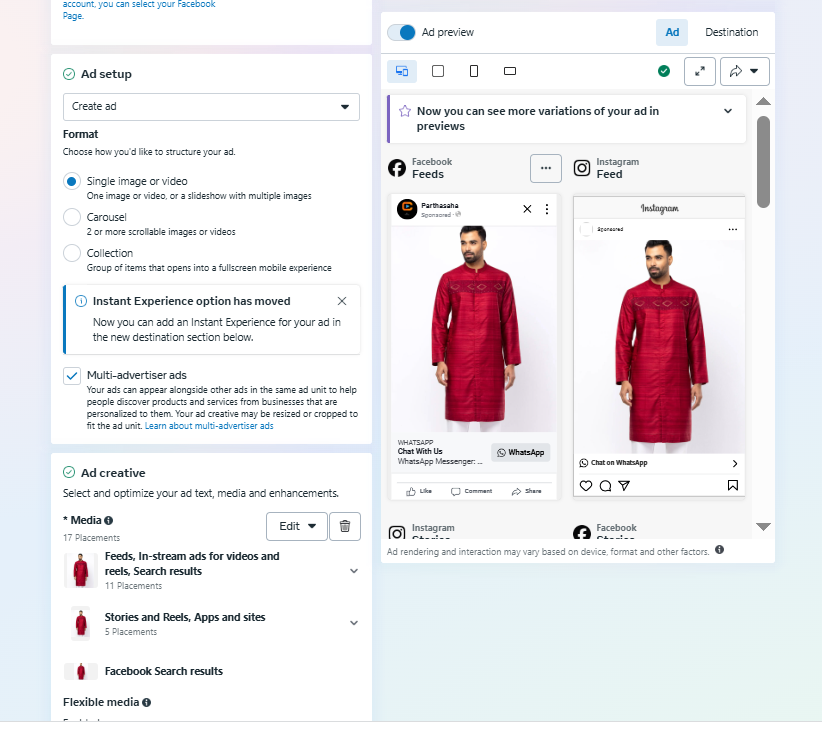 account, you can select your Facebook
Page.
Ad setup
Create ad
Format
Choose how you'd like to structure your ad.
Single image or video
One image or video, or a slideshow with multiple images
Carousel
2 or more scrollable images or videos
Collection
Group of items that opens into a fullscreen mobile experience
Instant Experience option has moved
Now you can add an Instant Experience for your ad in
the new destination section below.
Multi-advertiser ads
Your ads can appear alongside other ads in the same ad unit to help
people discover products and services from businesses that are
personalized to them. Your ad creative may be resized or cropped to
fit the ad unit. Learn about multi-advertiser ads
Ad creative
Select and optimize your ad text, media and enhancements.
* Media
17 Placements
Edit
Feeds, In-stream ads for videos and
reels, Search results
11 Placements
Stories and Reels, Apps and sites
5 Placements
Facebook Search results
Flexible media
Ad preview
Ad
Destination
Now you can see more variations of your ad in
previews
Facebook
Feeds
Instagram
Feed
Parthasaha
Sponsored ·
WHATSAPP
Chat With Us
WhatsApp Messenger: ...
WhatsApp
Like
Comment
Share
Instagram
Sponsored
Chat on WhatsApp
Instagram
Stories
Facebook
Stories
Ad rendering and interaction may vary based on device, format and other factors.